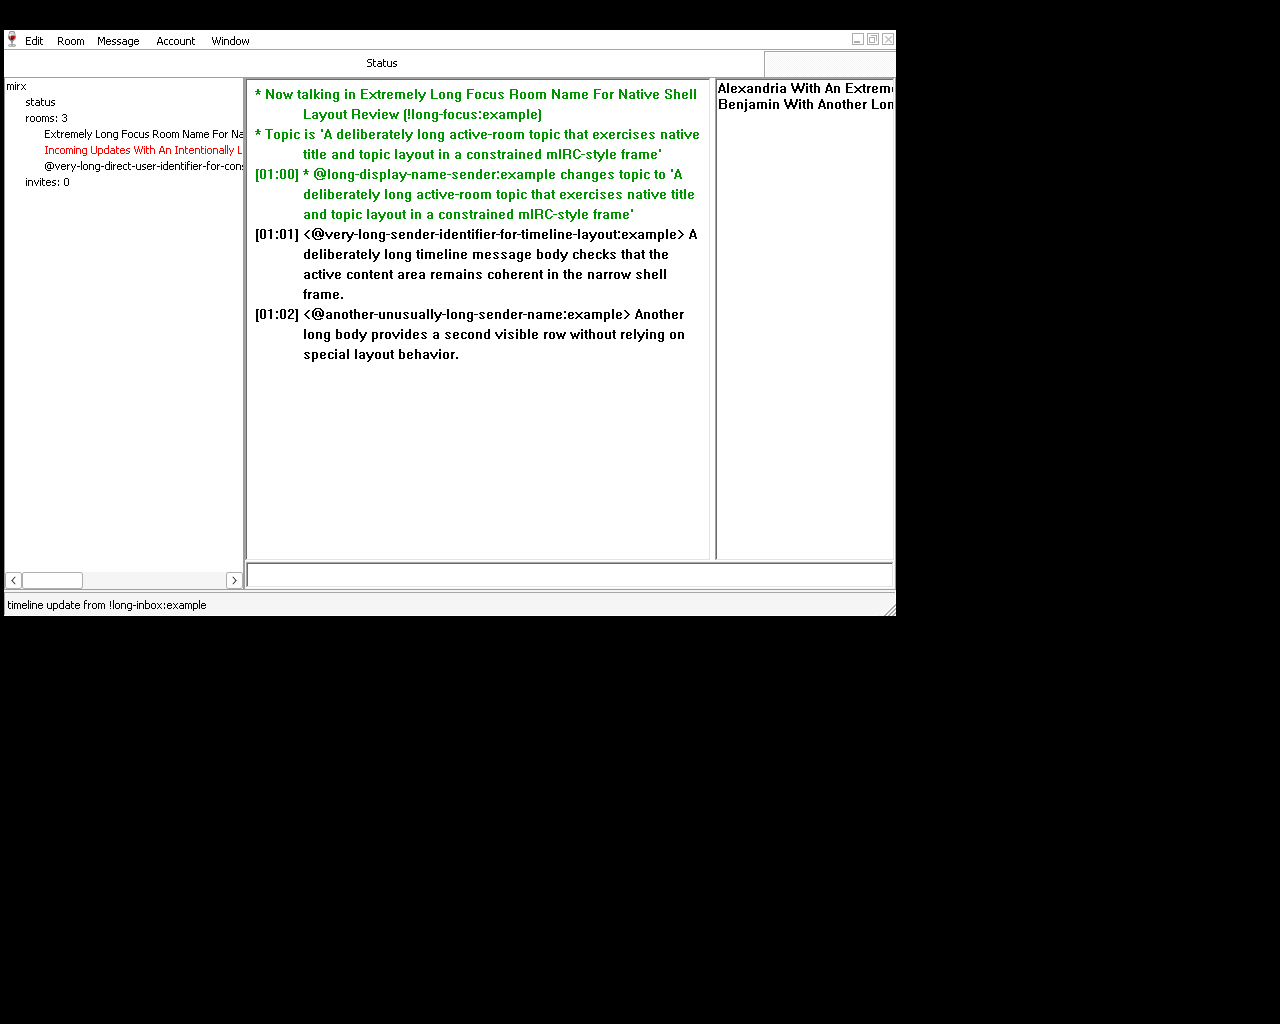 Edit Room Message Account Window
Status
mirx
status
rooms: 3
Extremely Long Focus Room Name For Na
Incoming Updates With An Intentionally L
@very-long-direct-user-identifier-for-con
invites: 0
* Now talking in Extremely Long Focus Room Name For Native Shell
Layout Review (!long-focus:example)
* Topic is 'A deliberately long active-room topic that exercises native
title and topic layout in a constrained mIRC-style frame'
[01:00] * @long-display-name-sender:example changes topic to 'A
deliberately long active-room topic that exercises native title
and topic layout in a constrained mIRC-style frame'
[01:01] <@very-long-sender-identifier-for-timeline-layout:example> A
deliberately long timeline message body checks that the
active content area remains coherent in the narrow shell
frame.
[01:02] <@another-unusually-long-sender-name:example> Another
long body provides a second visible row without relying on
special layout behavior.
Alexandria With An Extrem
Benjamin With Another Lon
timeline update from !long-inbox:example